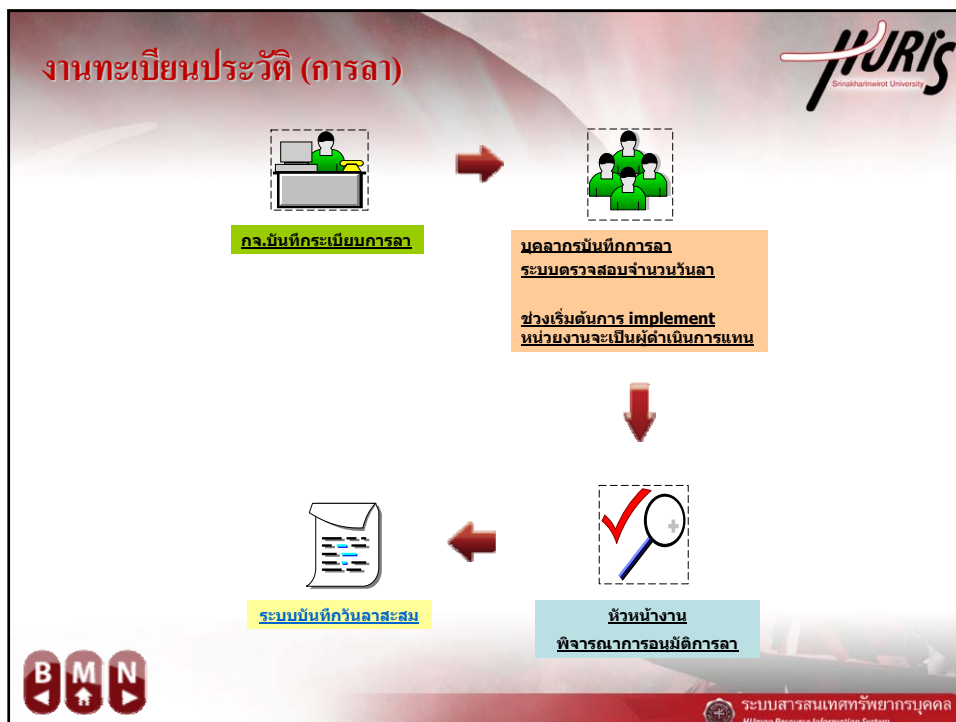 งานทะเบียนประวัติ (การลา)
HURiS
Srinakharinwirot University
กจ.บันทึกระเบียบการลา
บุคลากรบันทึกการลา
ระบบตรวจสอบจำนวนวันลา
ช่วงเริ่มต้นการ implement
หน่วยงานจะเป็นผู้ดำเนินการแทน
ระบบบันทึกวันลาสะสม
หัวหน้างาน
พิจารณาการอนุมัติการลา
B M N
ระบบสารสนเทศทรัพยากรบุคคล
HUman Resource Information System